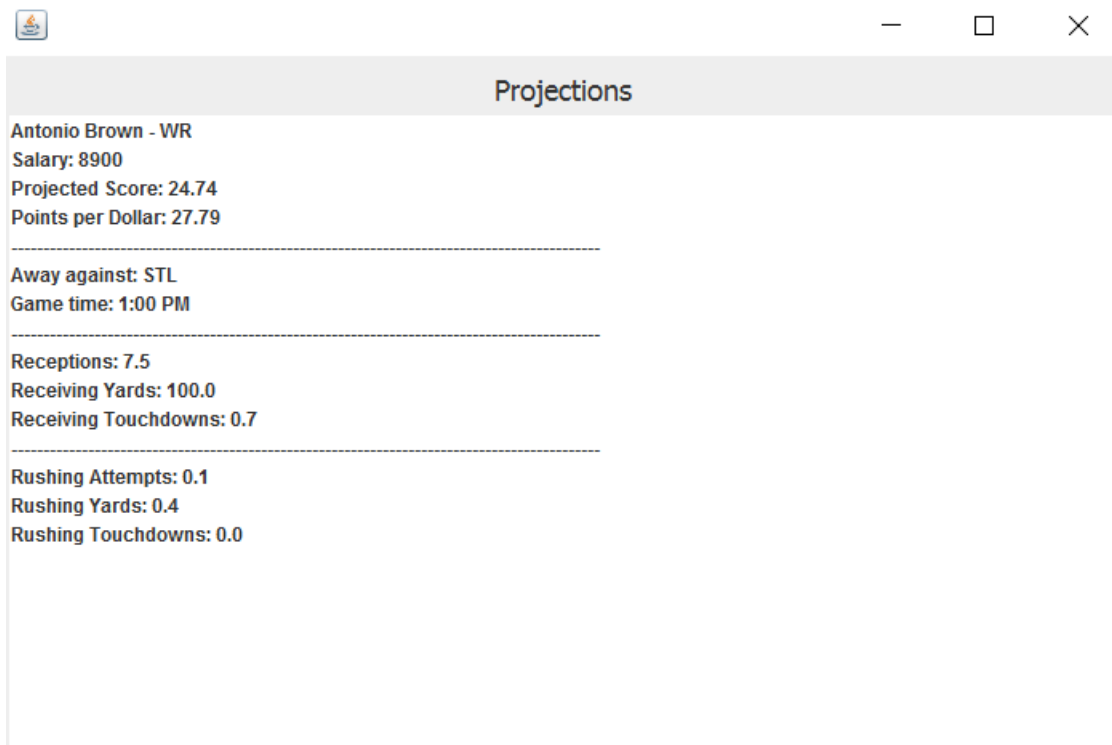 Projections
Antonio Brown - WR
Salary: 8900
Projected Score: 24.74
Points per Dollar: 27.79
--------------------------------------------------------------------------------------------
Away against: STL
Game time: 1:00 PM
--------------------------------------------------------------------------------------------
Receptions: 7.5
Receiving Yards: 100.0
Receiving Touchdowns: 0.7
--------------------------------------------------------------------------------------------
Rushing Attempts: 0.1
Rushing Yards: 0.4
Rushing Touchdowns: 0.0